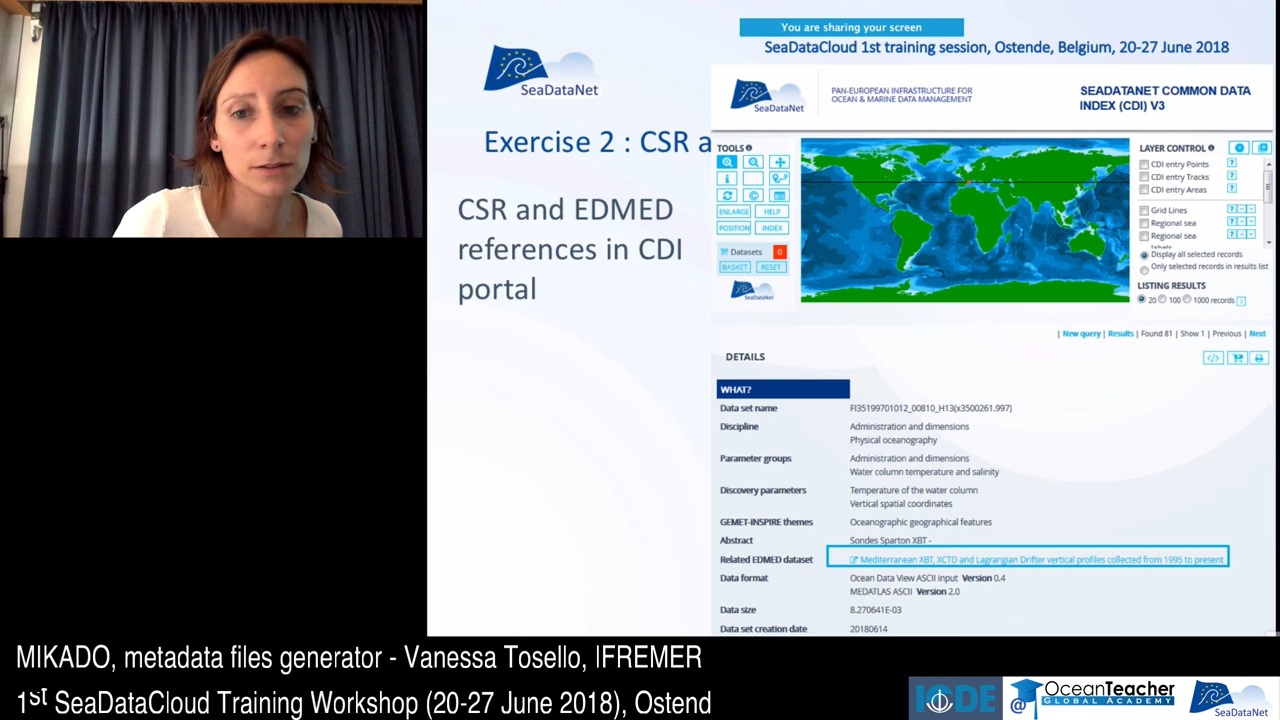 You are sharing your screen
SeaDataCloud 1st training session, Ostende, Belgium, 20-27 June 2018
SeaDataNet
Exercise 2 : CSR a
CSR and EDMED
references in CDI
portal
SeaDataNet
PAN-EUROPEAN INFRASTRUCTURE FOR
OCEAN & MARINE DATA MANAGEMENT
SEADATANET COMMON DATA
INDEX (CDI) V3
TOOLS
ENLARGE HELP
POSITION INDEX
Datasets 0
BASKET RESET
SeaDataNet
LAYER CONTROL
CDI entry Points ?
CDI entry Tracks ?
CDI entry Areas ?
Grid Lines ?
Regional sea ?
Regional sea ?
labels
Display all selected records
Only selected records in results list
LISTING RESULTS
20 100 1000 records
| New query | Results | Found 81 | Show 1 | Previous | Next
DETAILS
WHAT?
Data set name FI35199701012_00810_H13(x3500261.997)
Discipline Administration and dimensions
Physical oceanography
Parameter groups Administration and dimensions
Water column temperature and salinity
Discovery parameters Temperature of the water column
Vertical spatial coordinates
GEMET-INSPIRE themes Oceanographic geographical features
Abstract Sondes Sparton XBT -
Related EDMED dataset Mediterranean XBT, XCTD and Lagrangian Drifter vertical profiles collected from 1995 to present
Data format Ocean Data View ASCII input Version 0.4
MEDATLAS ASCII Version 2.0
Data size 8.270641E-03
Data set creation date 20180614
MIKADO, metadata files generator - Vanessa Tosello, IFREMER
1st SeaDataCloud Training Workshop (20-27 June 2018), Ostend
IODE
@ OceanTeacher
GLOBAL ACADEMY
SeaDataNet